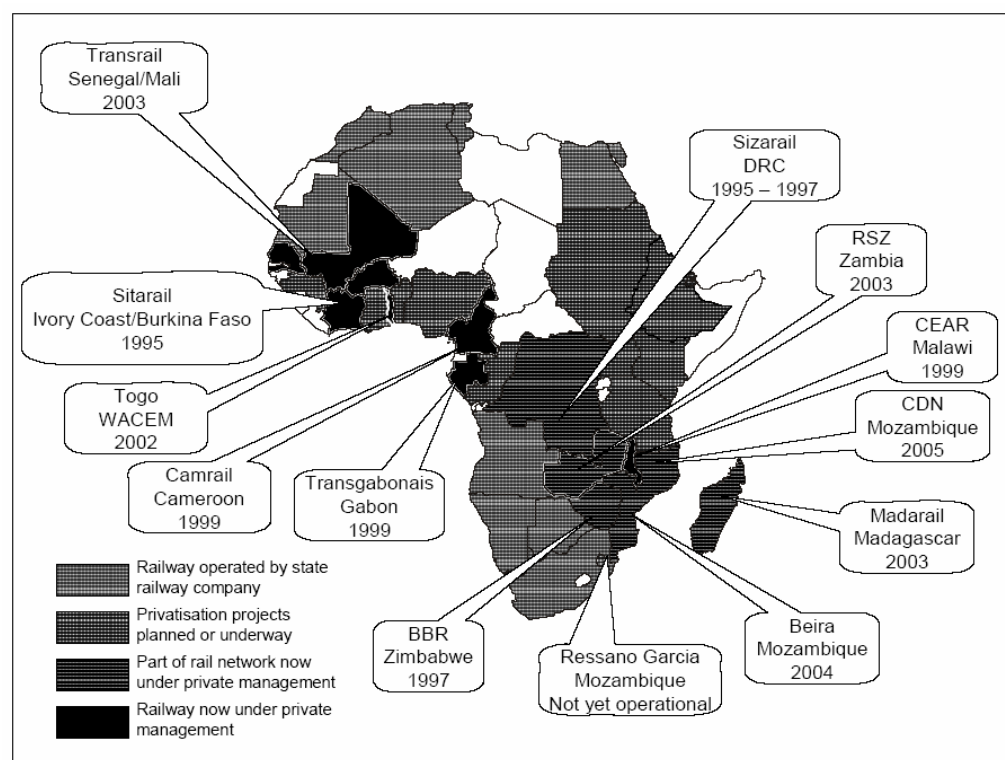 Transrail
Senegal/Mali
2003
Sizarail
DRC
1995 – 1997
RSZ
Zambia
2003
Sitarail
Ivory Coast/Burkina Faso
1995
CEAR
Malawi
1999
Togo
WACEM
2002
CDN
Mozambique
2005
Camrail
Cameroon
1999
Transgabonais
Gabon
1999
Madarail
Madagascar
2003
Railway operated by state
railway company
Privatisation projects
planned or underway
Part of rail network now
under private management
Railway now under private
management
BBR
Zimbabwe
1997
Ressano Garcia
Mozambique
Not yet operational
Beira
Mozambique
2004